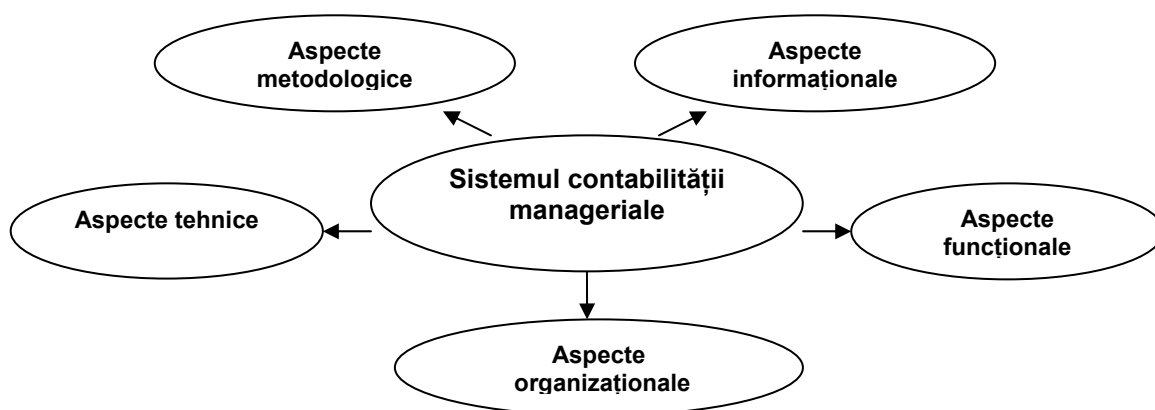 Aspecte
metodologice
Aspecte
informaționale
Sistemul contabilității
manageriale
Aspecte tehnice
Aspecte
funcționale
Aspecte
organizaționale